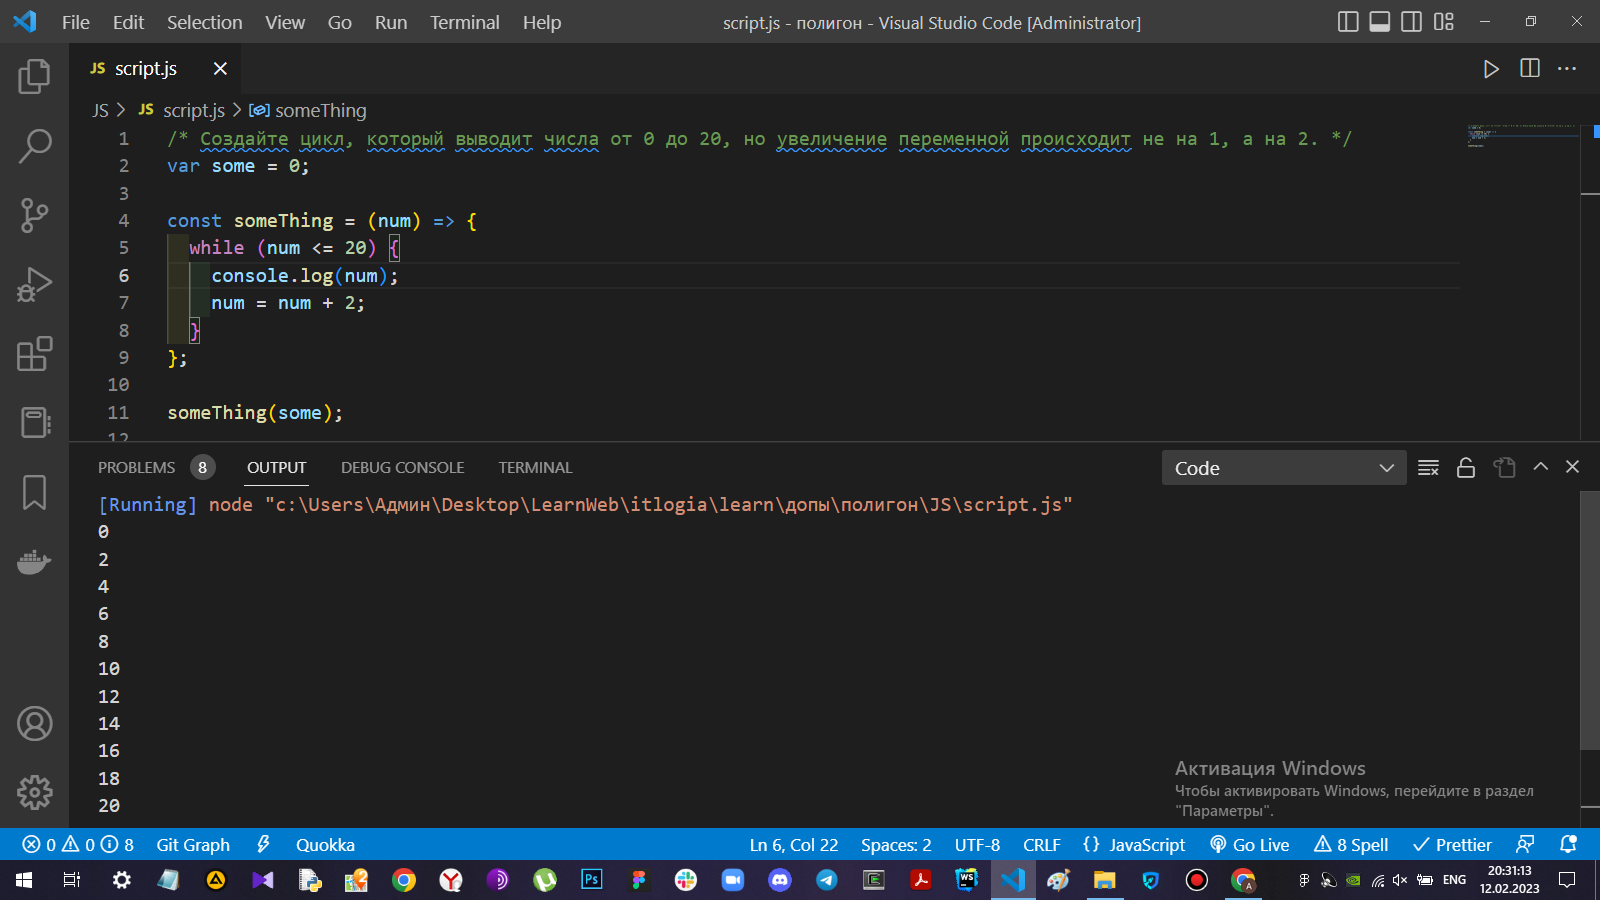 File Edit Selection View Go Run Terminal Help
script.js - полигон - Visual Studio Code [Administrator]
JS script.js
JS > JS script.js > someThing
1 /* Создайте цикл, который выводит числа от 0 до 20, но увеличение переменной происходит не на 1, а на 2. */
2 var some = 0;
3
4 const someThing = (num) => {
5 while (num <= 20) {
6 console.log(num);
7 num = num + 2;
8 }
9 };
10
11 someThing(some);
12
PROBLEMS 8 OUTPUT DEBUG CONSOLE TERMINAL
Code
[Running] node "c:\Users\Админ\Desktop\LearnWeb\itlogia\learn\допы\полигон\JS\script.js"
0
2
4
6
8
10
12
14
16
18
20
Активация Windows
Чтобы активировать Windows, перейдите в раздел
"Параметры".
0 0 8 Git Graph Quokka
Ln 6, Col 22 Spaces: 2 UTF-8 CRLF {} JavaScript Go Live 8 Spell Prettier
Ps WS A ENG
20:31:13
12.02.2023